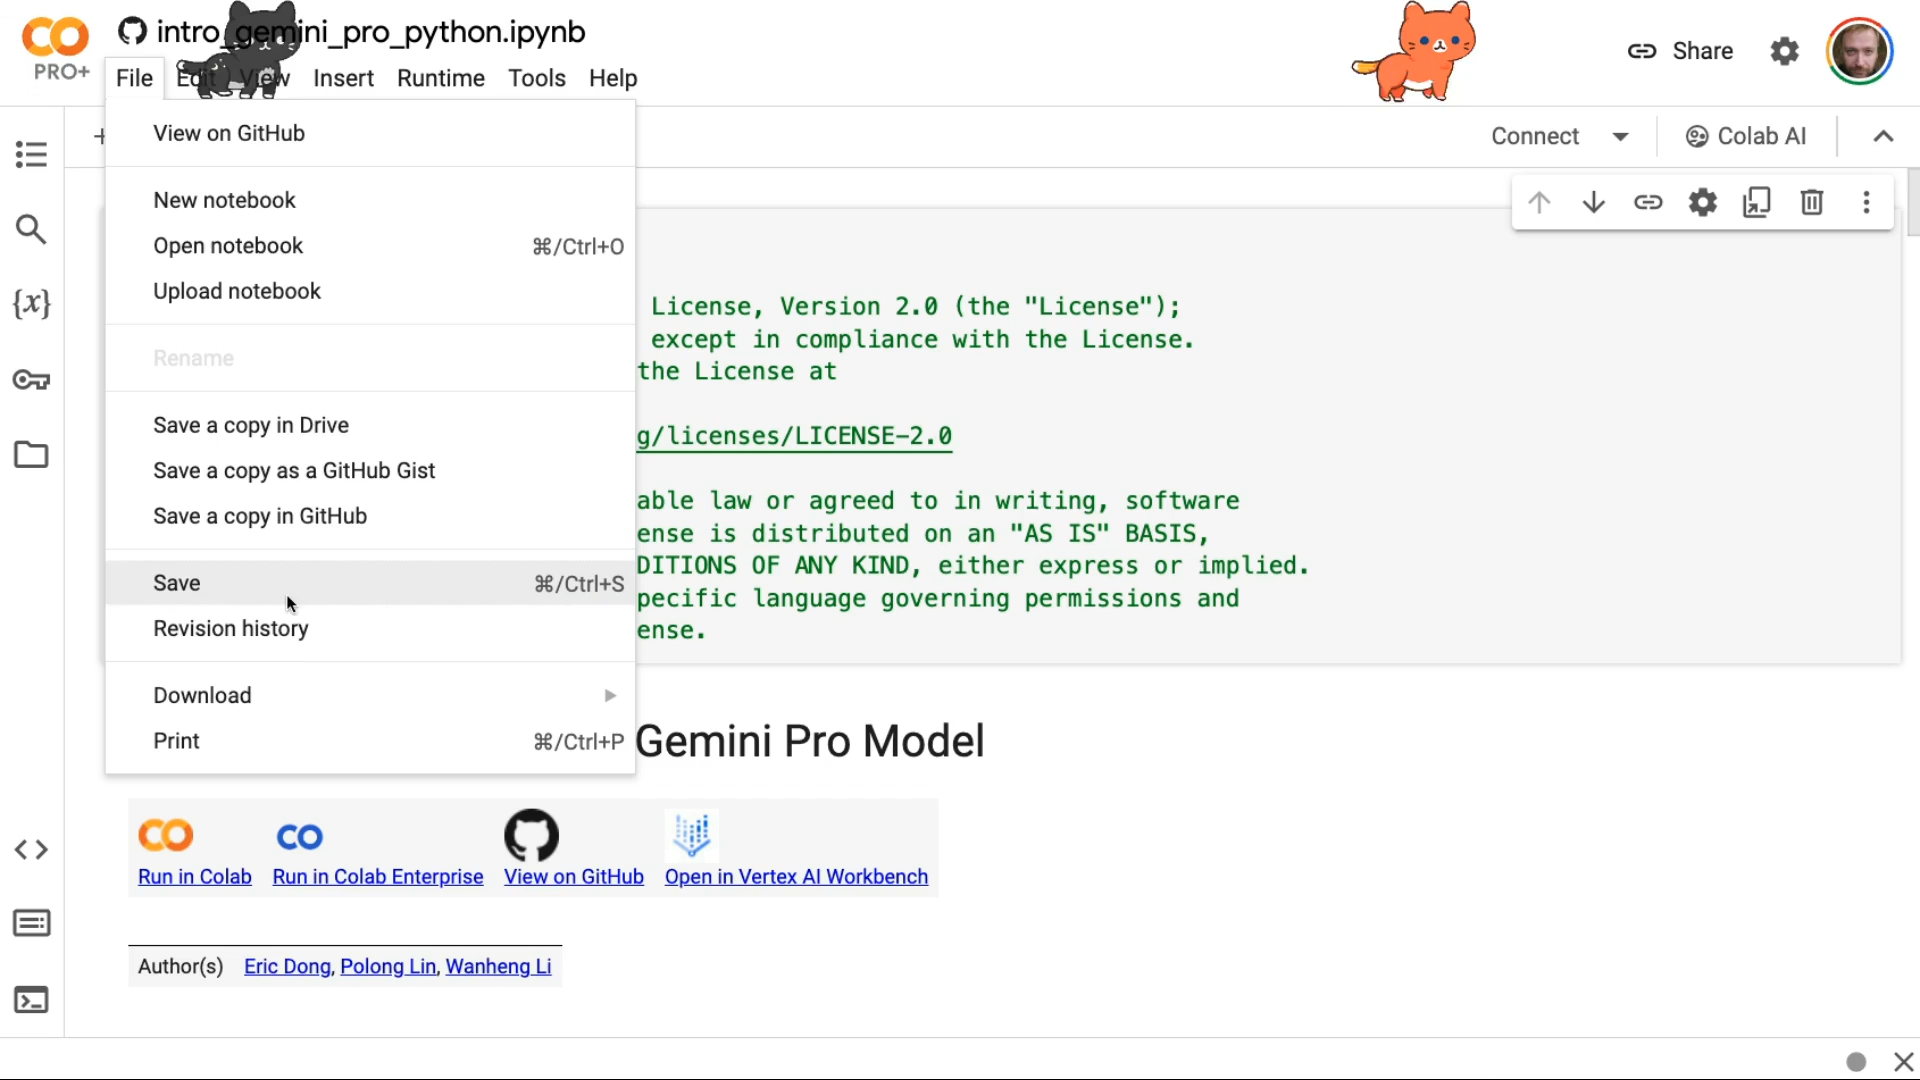 intro_gemini_pro_python.ipynb
PRO+
File Edit View Insert Runtime Tools Help
Share
View on GitHub
Connect
Colab AI
New notebook
Open notebook ⌘/Ctrl+O
Upload notebook
Rename
Save a copy in Drive
Save a copy as a GitHub Gist
Save a copy in GitHub
Save ⌘/Ctrl+S
Revision history
Download
Print ⌘/Ctrl+P
License, Version 2.0 (the "License");
except in compliance with the License.
the License at
g/licenses/LICENSE-2.0
able law or agreed to in writing, software
ense is distributed on an "AS IS" BASIS,
DITIONS OF ANY KIND, either express or implied.
pecific language governing permissions and
ense.
Gemini Pro Model
Run in Colab
Run in Colab Enterprise
View on GitHub
Open in Vertex AI Workbench
Author(s) Eric Dong, Polong Lin, Wanheng Li